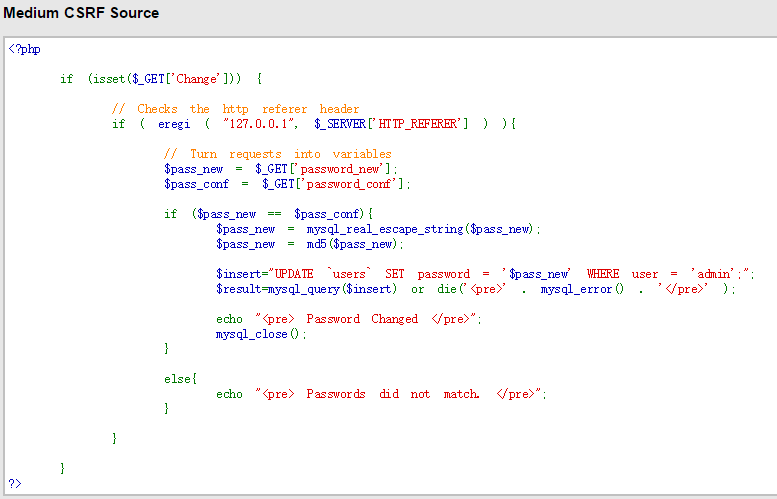 Medium CSRF Source
<?php
if (isset($_GET['Change'])) {
// Checks the http referer header
if ( eregi ( "127.0.0.1", $_SERVER['HTTP_REFERER'] ) ){
// Turn requests into variables
$pass_new = $_GET['password_new'];
$pass_conf = $_GET['password_conf'];
if ($pass_new == $pass_conf){
$pass_new = mysql_real_escape_string($pass_new);
$pass_new = md5($pass_new);
$insert="UPDATE `users` SET password = '$pass_new' WHERE user = 'admin';";
$result=mysql_query($insert) or die('<pre>' . mysql_error() . '</pre>' );
echo "<pre> Password Changed </pre>";
mysql_close();
}
else{
echo "<pre> Passwords did not match. </pre>";
}
}
}
?>